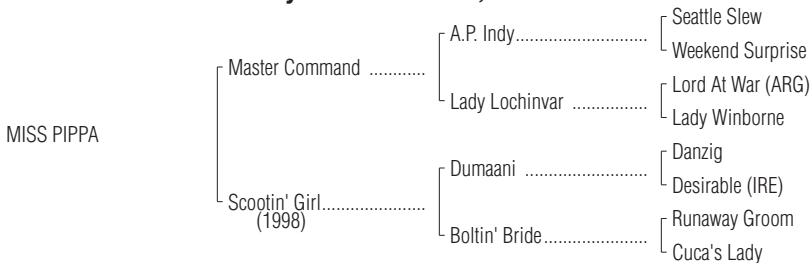 Seattle Slew
A.P. Indy
Weekend Surprise
Master Command
Lord At War (ARG)
Lady Lochinvar
Lady Winborne
MISS PIPPA
Danzig
Dumaani
Desirable (IRE)
Scootin' Girl
(1998)
Runaway Groom
Boltin' Bride
Cuca's Lady